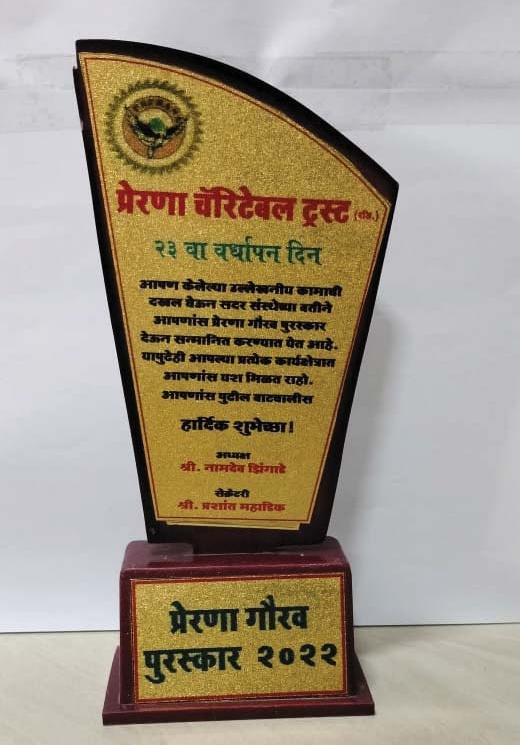 प्रेरणा चॅरिटेबल ट्रस्ट (रजि.)
२३ वा वर्धापन दिन
आपण केलेल्या उल्लेखनीय कामाची
दखल घेऊन सदर संस्थेच्या वतीने
आपणांस प्रेरणा गौरव पुरस्कार
देऊन सन्मानित करण्यात येत आहे.
यापुढेही आपल्या प्रत्येक कार्यक्षेत्रात
आपणांस यश मिळत राहो.
आपणांस पुढील वाटचालीस
हार्दिक शुभेच्छा!
अध्यक्ष
श्री. नामदेव झिंगाडे
सेक्रेटरी
श्री. प्रशांत महाडिक
प्रेरणा गौरव
पुरस्कार २०२२